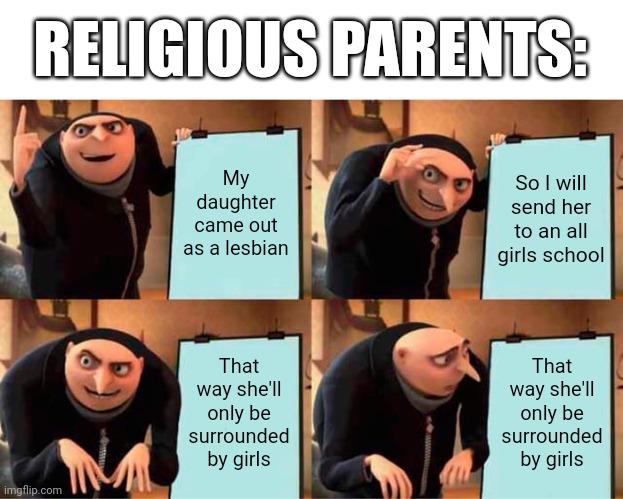 RELIGIOUS PARENTS:
My
daughter
came out
as a lesbian
So I will
send her
to an all
girls school
That
way she'll
only be
surrounded
by girls
That
way she'll
only be
surrounded
by girls
imgflip.com